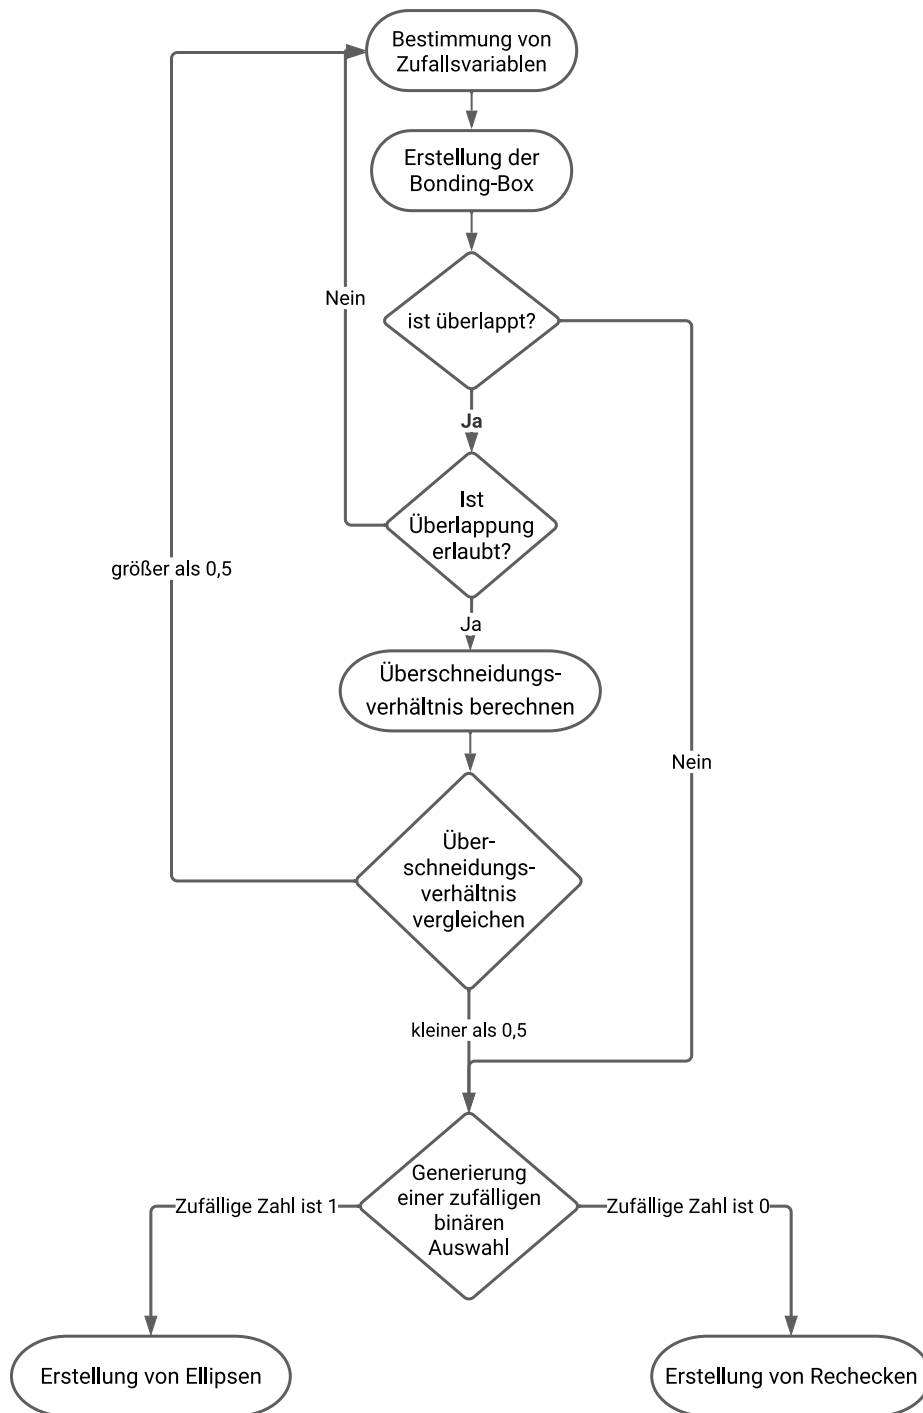 Bestimmung von
Zufallsvariablen
Erstellung der
Bonding-Box
Nein
ist überlappt?
Ja
Ist
Überlappung
erlaubt?
größer als 0,5
Ja
Überschneidungs-
verhältnis berechnen
Nein
Über-
schneidungs-
verhältnis
vergleichen
kleiner als 0,5
Generierung
einer zufälligen
binären
Auswahl
Zufällige Zahl ist 1
Zufällige Zahl ist 0
Erstellung von Ellipsen
Erstellung von Rechecken